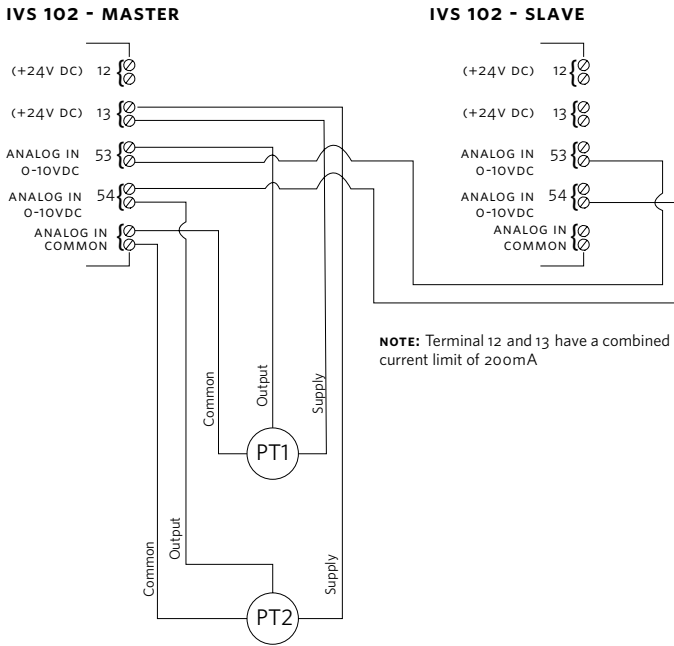 IVS 102 - MASTER
(+24V DC) 12
(+24V DC) 13
ANALOG IN 53
0-10VDC
ANALOG IN 54
0-10VDC
ANALOG IN
COMMON
IVS 102 - SLAVE
(+24V DC) 12
(+24V DC) 13
ANALOG IN 53
0-10VDC
ANALOG IN 54
0-10VDC
ANALOG IN
COMMON
NOTE: Terminal 12 and 13 have a combined
current limit of 200mA
Common
Output
Supply
PT1
Common
Output
Supply
PT2